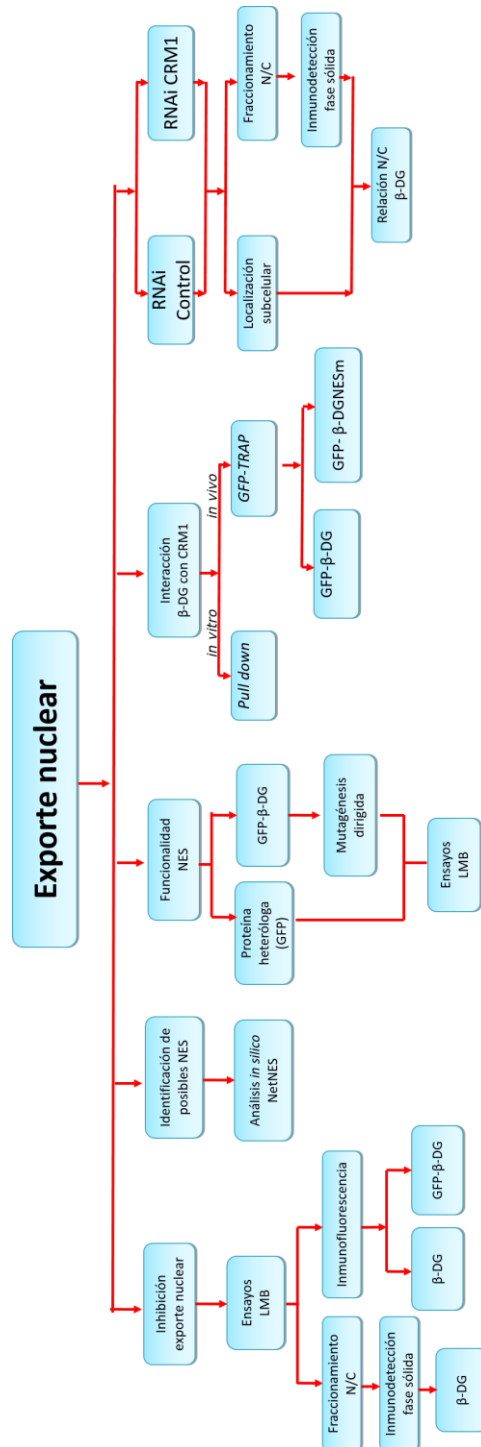 Exporte nuclear
Inhibición
exporte nuclear
Ensayos
LMB
Fraccionamiento
N/C
Inmunodetección
fase sólida
β-DG
Inmunofluorescencia
β-DG
GFP-β-DG
Identificación de
posibles NES
Análisis in silico
NetNES
Funcionalidad
NES
Proteína
heteróloga
(GFP)
GFP-β-DG
Mutagénesis
dirigida
Ensayos
LMB
Interacción
β-DG con CRM1
in vitro
in vivo
Pull down
GFP-TRAP
GFP-β-DG
GFP- β-DGNESm
RNAi
Control
RNAi CRM1
Localización
subcelular
Fraccionamiento
N/C
Inmunodetección
fase sólida
Relación N/C
β-DG